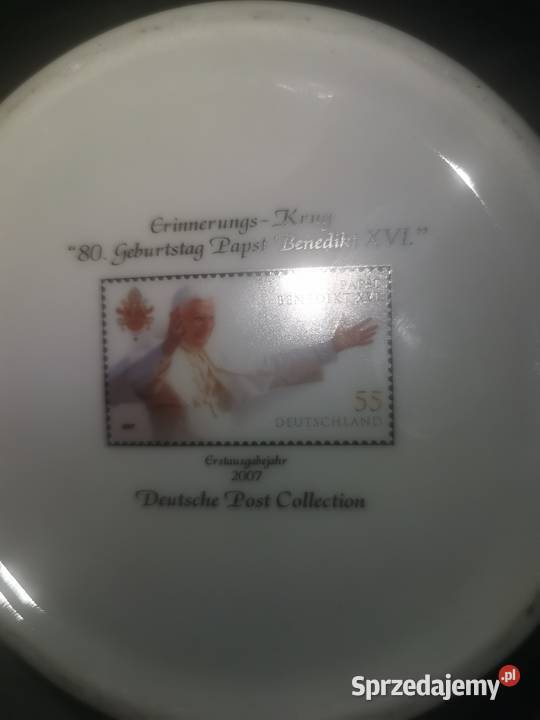 Erinnerungs-Krug
"80. Geburtstag Papst Benedikt XVI."
PAPST
BENEDIKT XVI.
55
DEUTSCHLAND
Erstausgabejahr
2007
Deutsche Post Collection
Sprzedajemy.pl